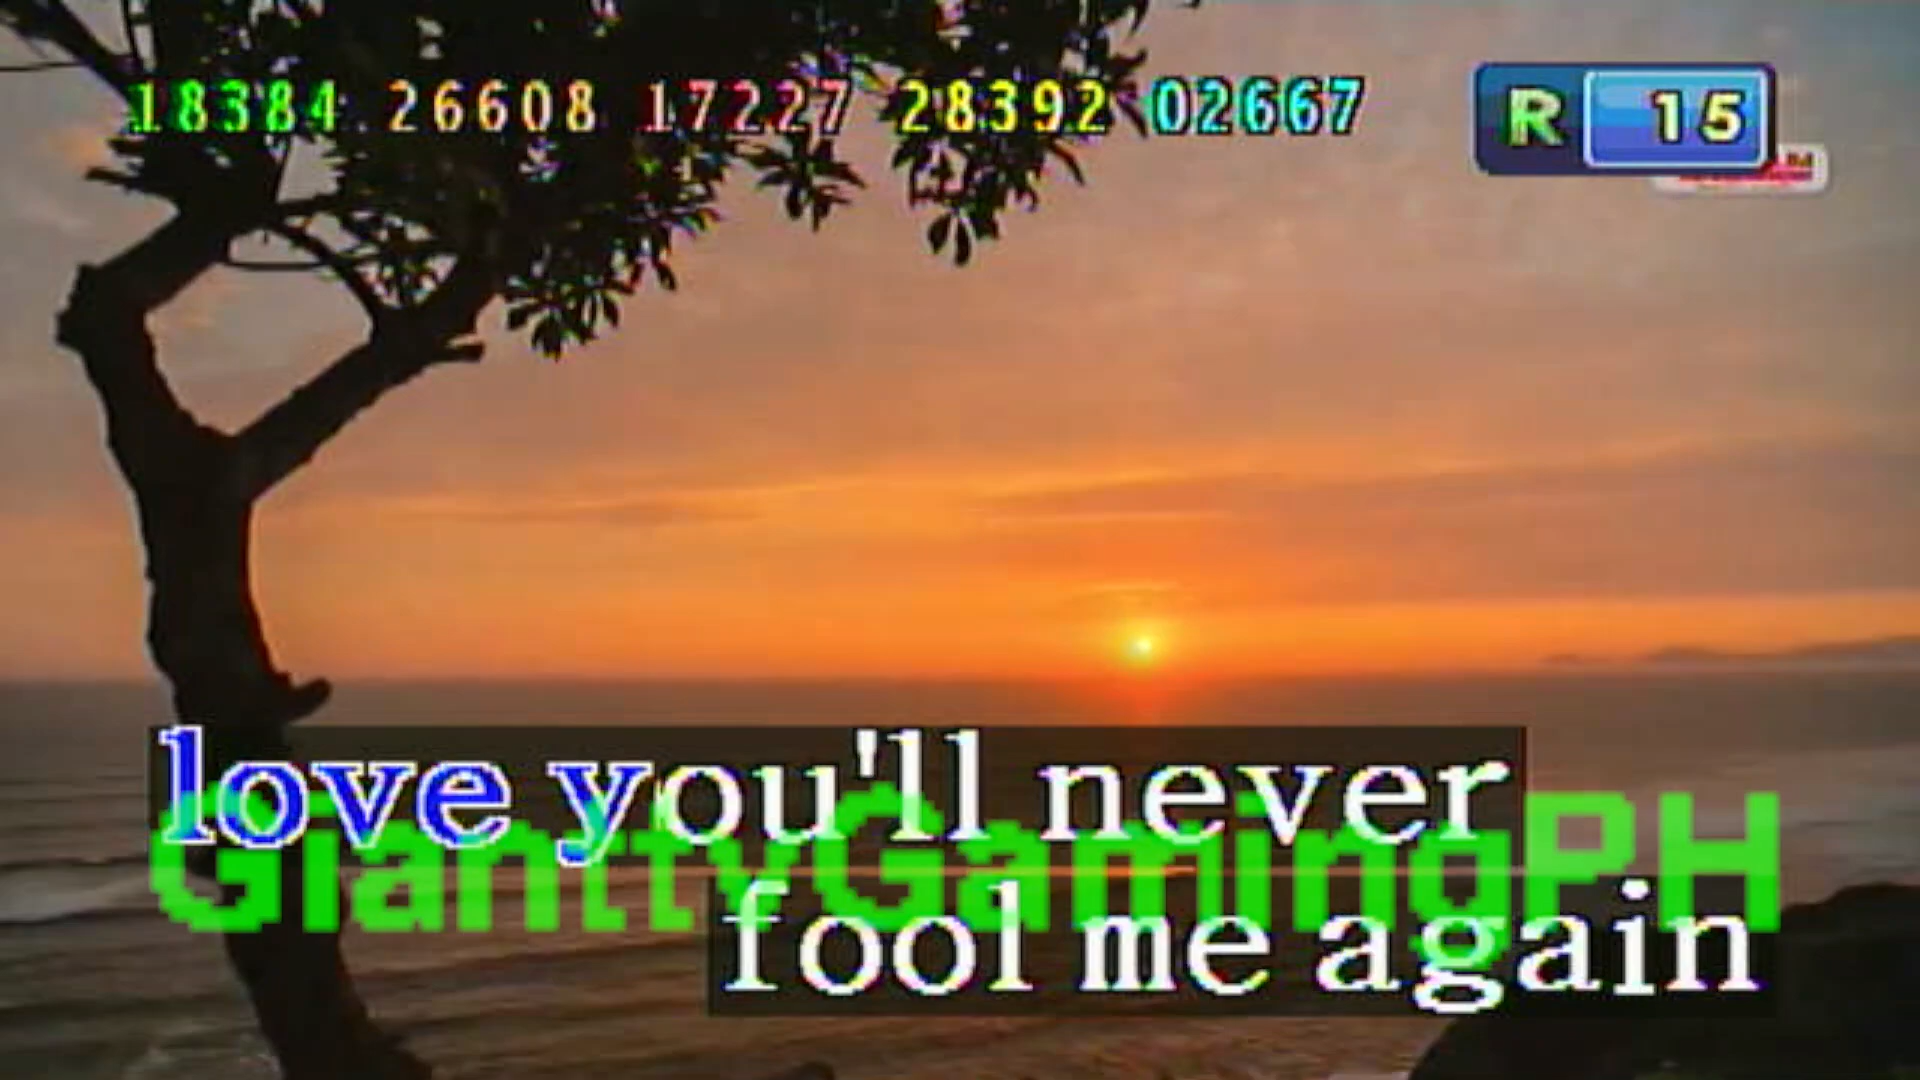 18384 26608 17227 28392 02667
R 15
love you'll never
GianttyGamingPH
fool me again